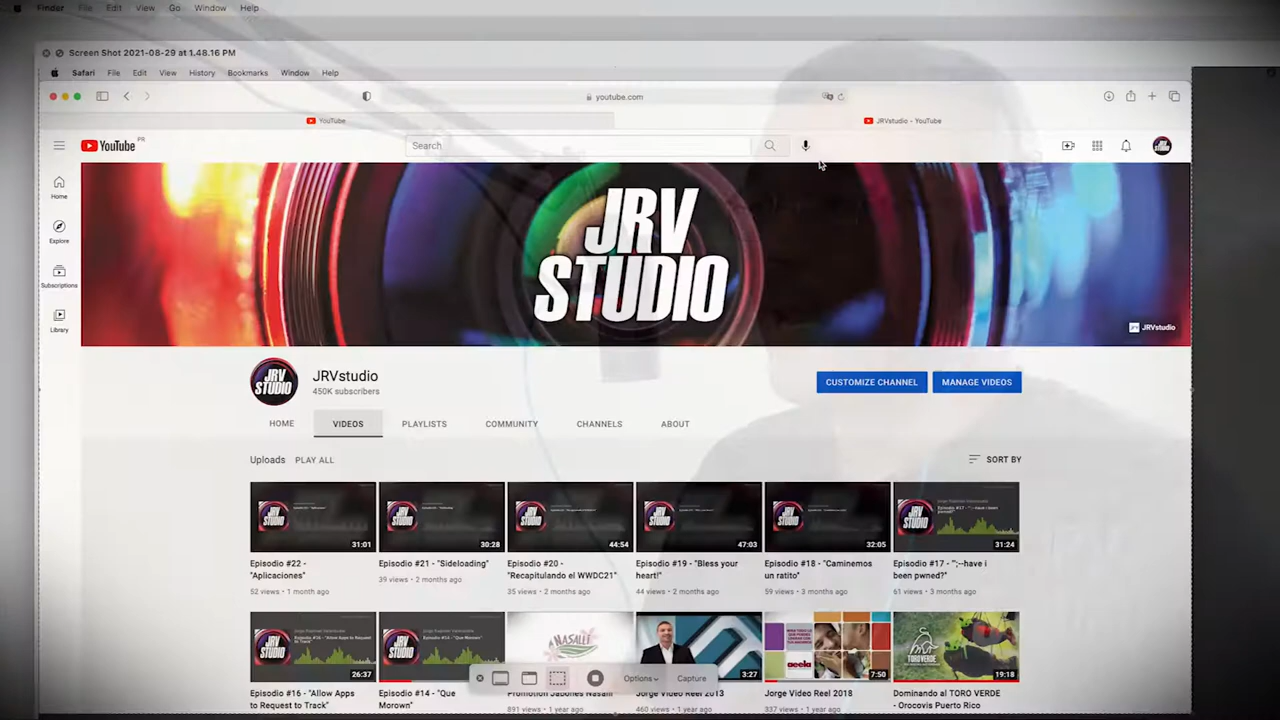 Finder File Edit View Go Window Help
Screen Shot 2021-08-29 at 1.48.16 PM
Safari File Edit View History Bookmarks Window Help
youtube.com
YouTube
JRVstudio - YouTube
YouTube PR
Search
Home
Explore
Subscriptions
Library
JRV
STUDIO
JRVstudio
JRV
STUDIO
JRVstudio
450K subscribers
CUSTOMIZE CHANNEL
MANAGE VIDEOS
HOME VIDEOS PLAYLISTS COMMUNITY CHANNELS ABOUT
Uploads PLAY ALL
SORT BY
31:01
30:28
44:54
47:03
32:05
31:24
Episodio #22 -
"Aplicaciones"
52 views • 1 month ago
Episodio #21 - "Sideloading"
39 views • 2 months ago
Episodio #20 -
"Recapitulando el WWDC21"
35 views • 2 months ago
Episodio #19 - "Bless your
heart!"
44 views • 2 months ago
Episodio #18 - "Caminemos
un ratito"
59 views • 3 months ago
Episodio #17 - "';--have i
been pwned?"
61 views • 3 months ago
26:37
NASALLÉ
3:27
aeela
7:50
TOROVERDE
19:18
Episodio #16 - "Allow Apps
to Request to Track"
Episodio #14 - "Que
Morown"
Promotion Jabones Nasalli
891 views • 1 year ago
Jorge Video Reel 2013
460 views • 1 year ago
Jorge Video Reel 2018
337 views • 1 year ago
Dominando al TORO VERDE
- Orocovis Puerto Rico
Options
Capture